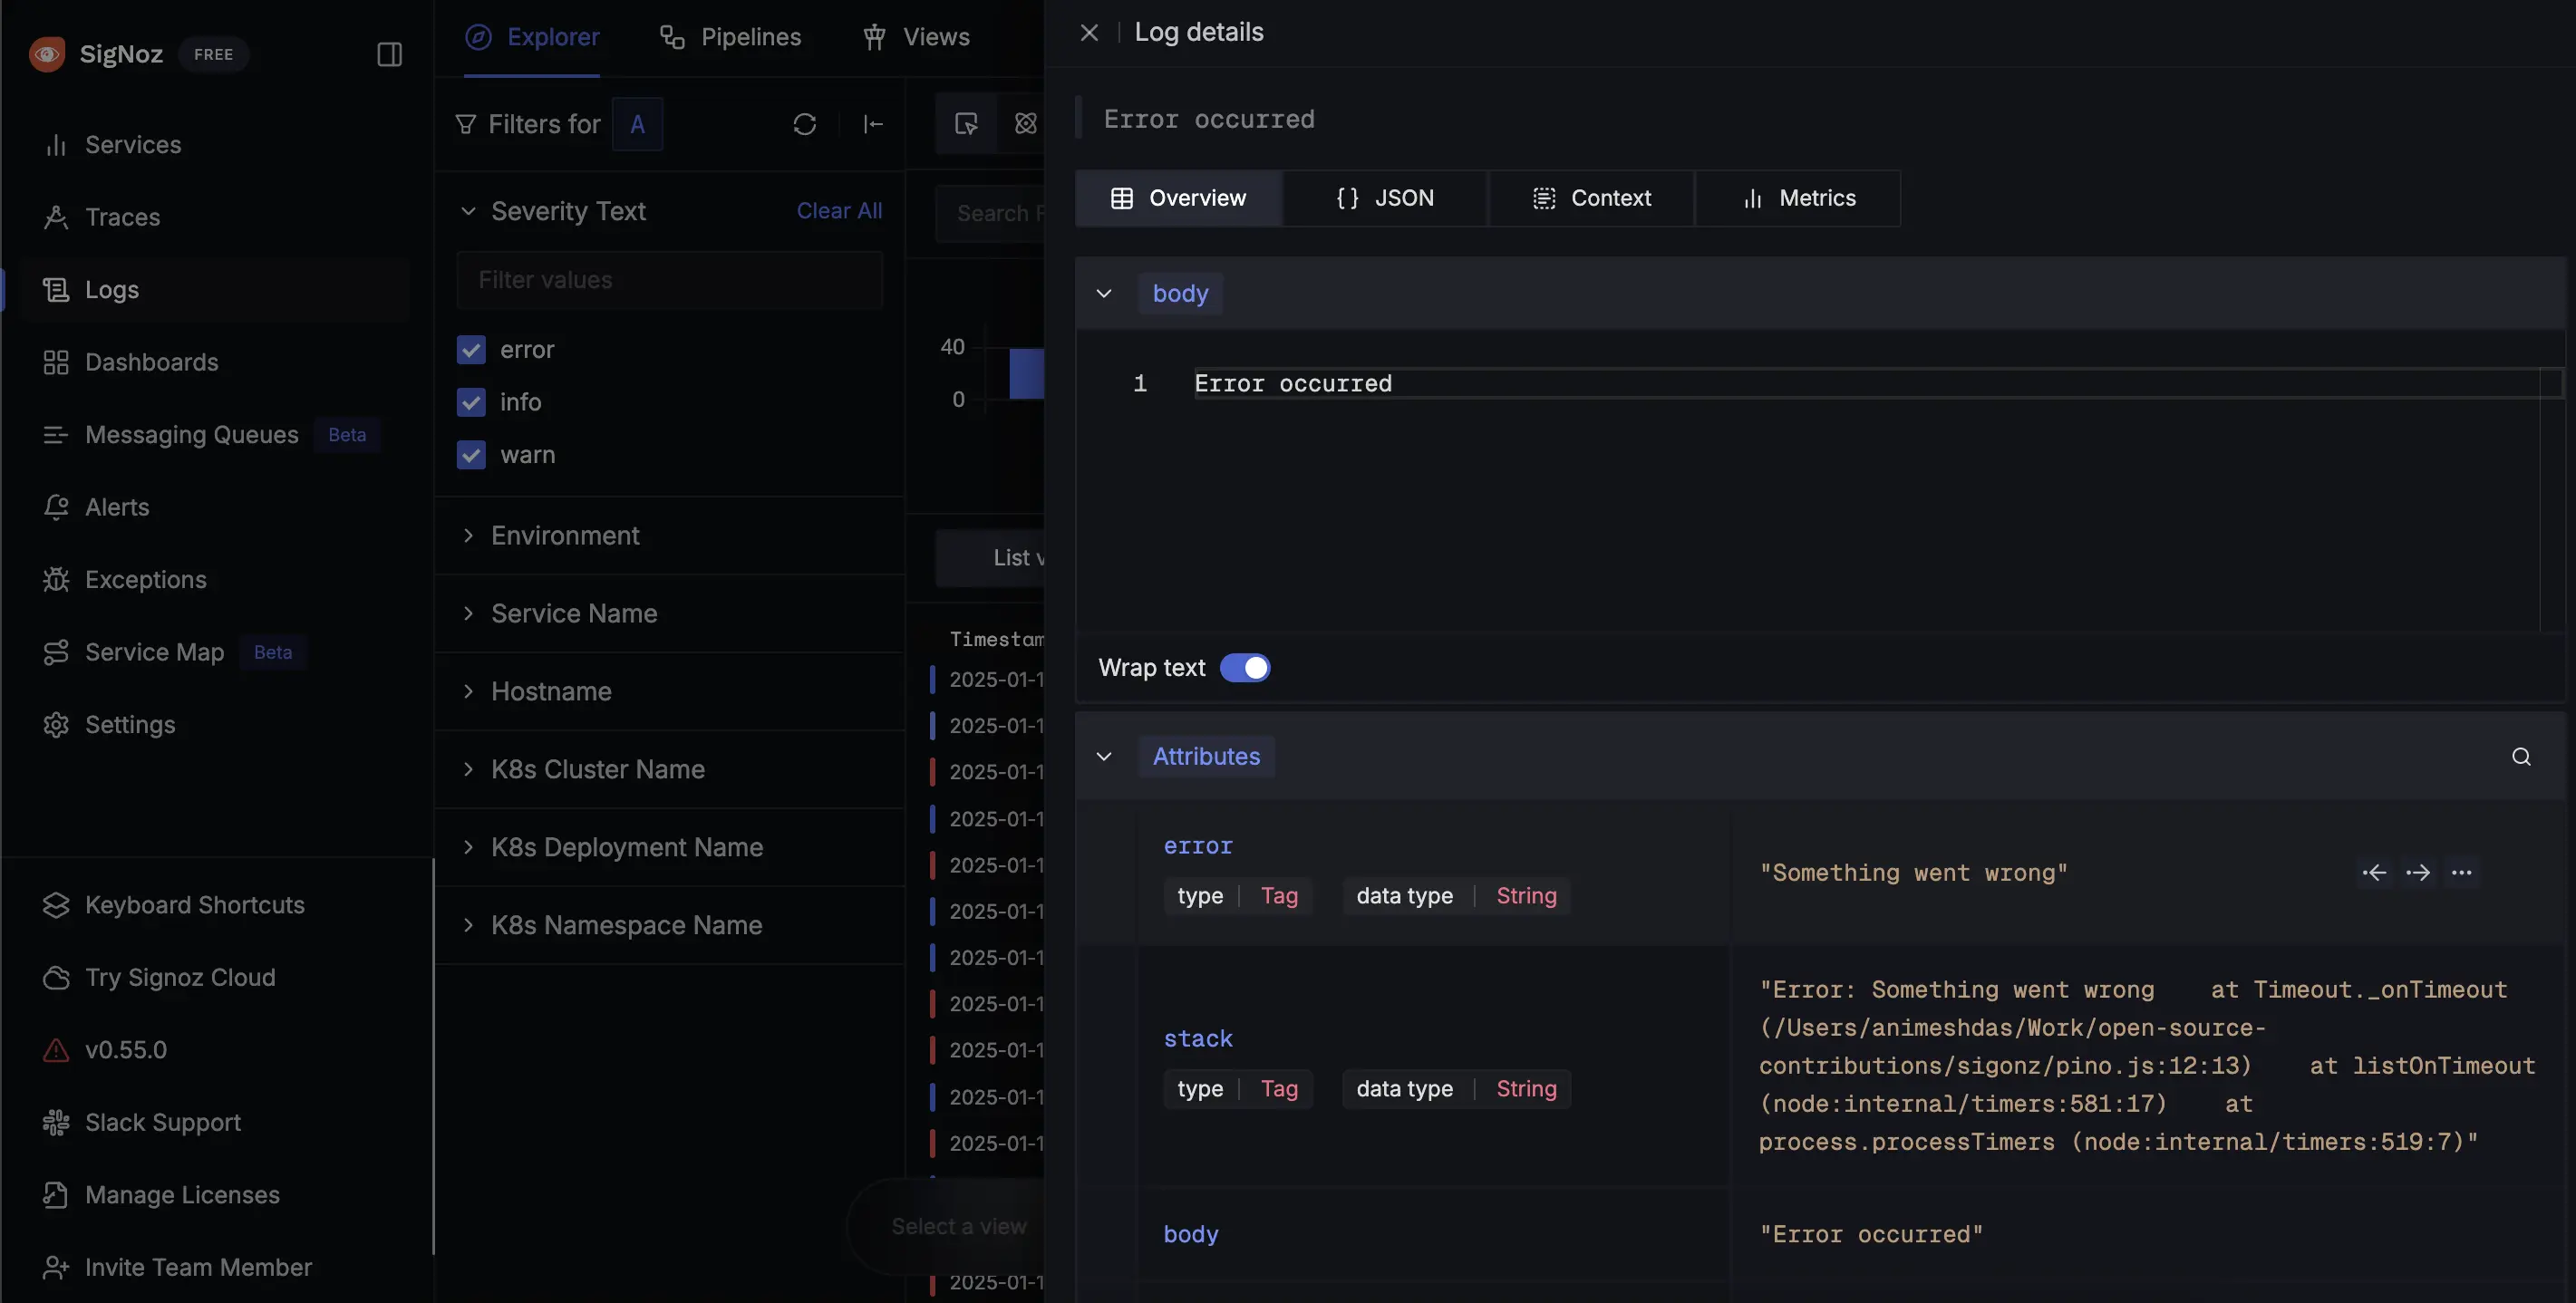 SigNoz FREE
Services
Traces
Logs
Dashboards
Messaging Queues Beta
Alerts
Exceptions
Service Map Beta
Settings
Keyboard Shortcuts
Try Signoz Cloud
v0.55.0
Slack Support
Manage Licenses
Invite Team Member
Explorer Pipelines Views
Filters for A
Severity Text Clear All
Filter values
error
info
warn
Environment
Service Name
Hostname
K8s Cluster Name
K8s Deployment Name
K8s Namespace Name
Search
40
0
List
Timestam
2025-01-1
2025-01-1
2025-01-1
2025-01-1
2025-01-1
2025-01-1
2025-01-1
2025-01-1
2025-01-1
2025-01-1
2025-01-1
Select a view
2025-01-1
Log details
Error occurred
Overview {} JSON Context Metrics
body
1 Error occurred
Wrap text
Attributes
error
type Tag data type String
"Something went wrong"
stack
type Tag data type String
"Error: Something went wrong    at Timeout._onTimeout
(/Users/animeshdas/Work/open-source-
contributions/sigonz/pino.js:12:13)    at listOnTimeout
(node:internal/timers:581:17)    at
process.processTimers (node:internal/timers:519:7)"
body
"Error occurred"